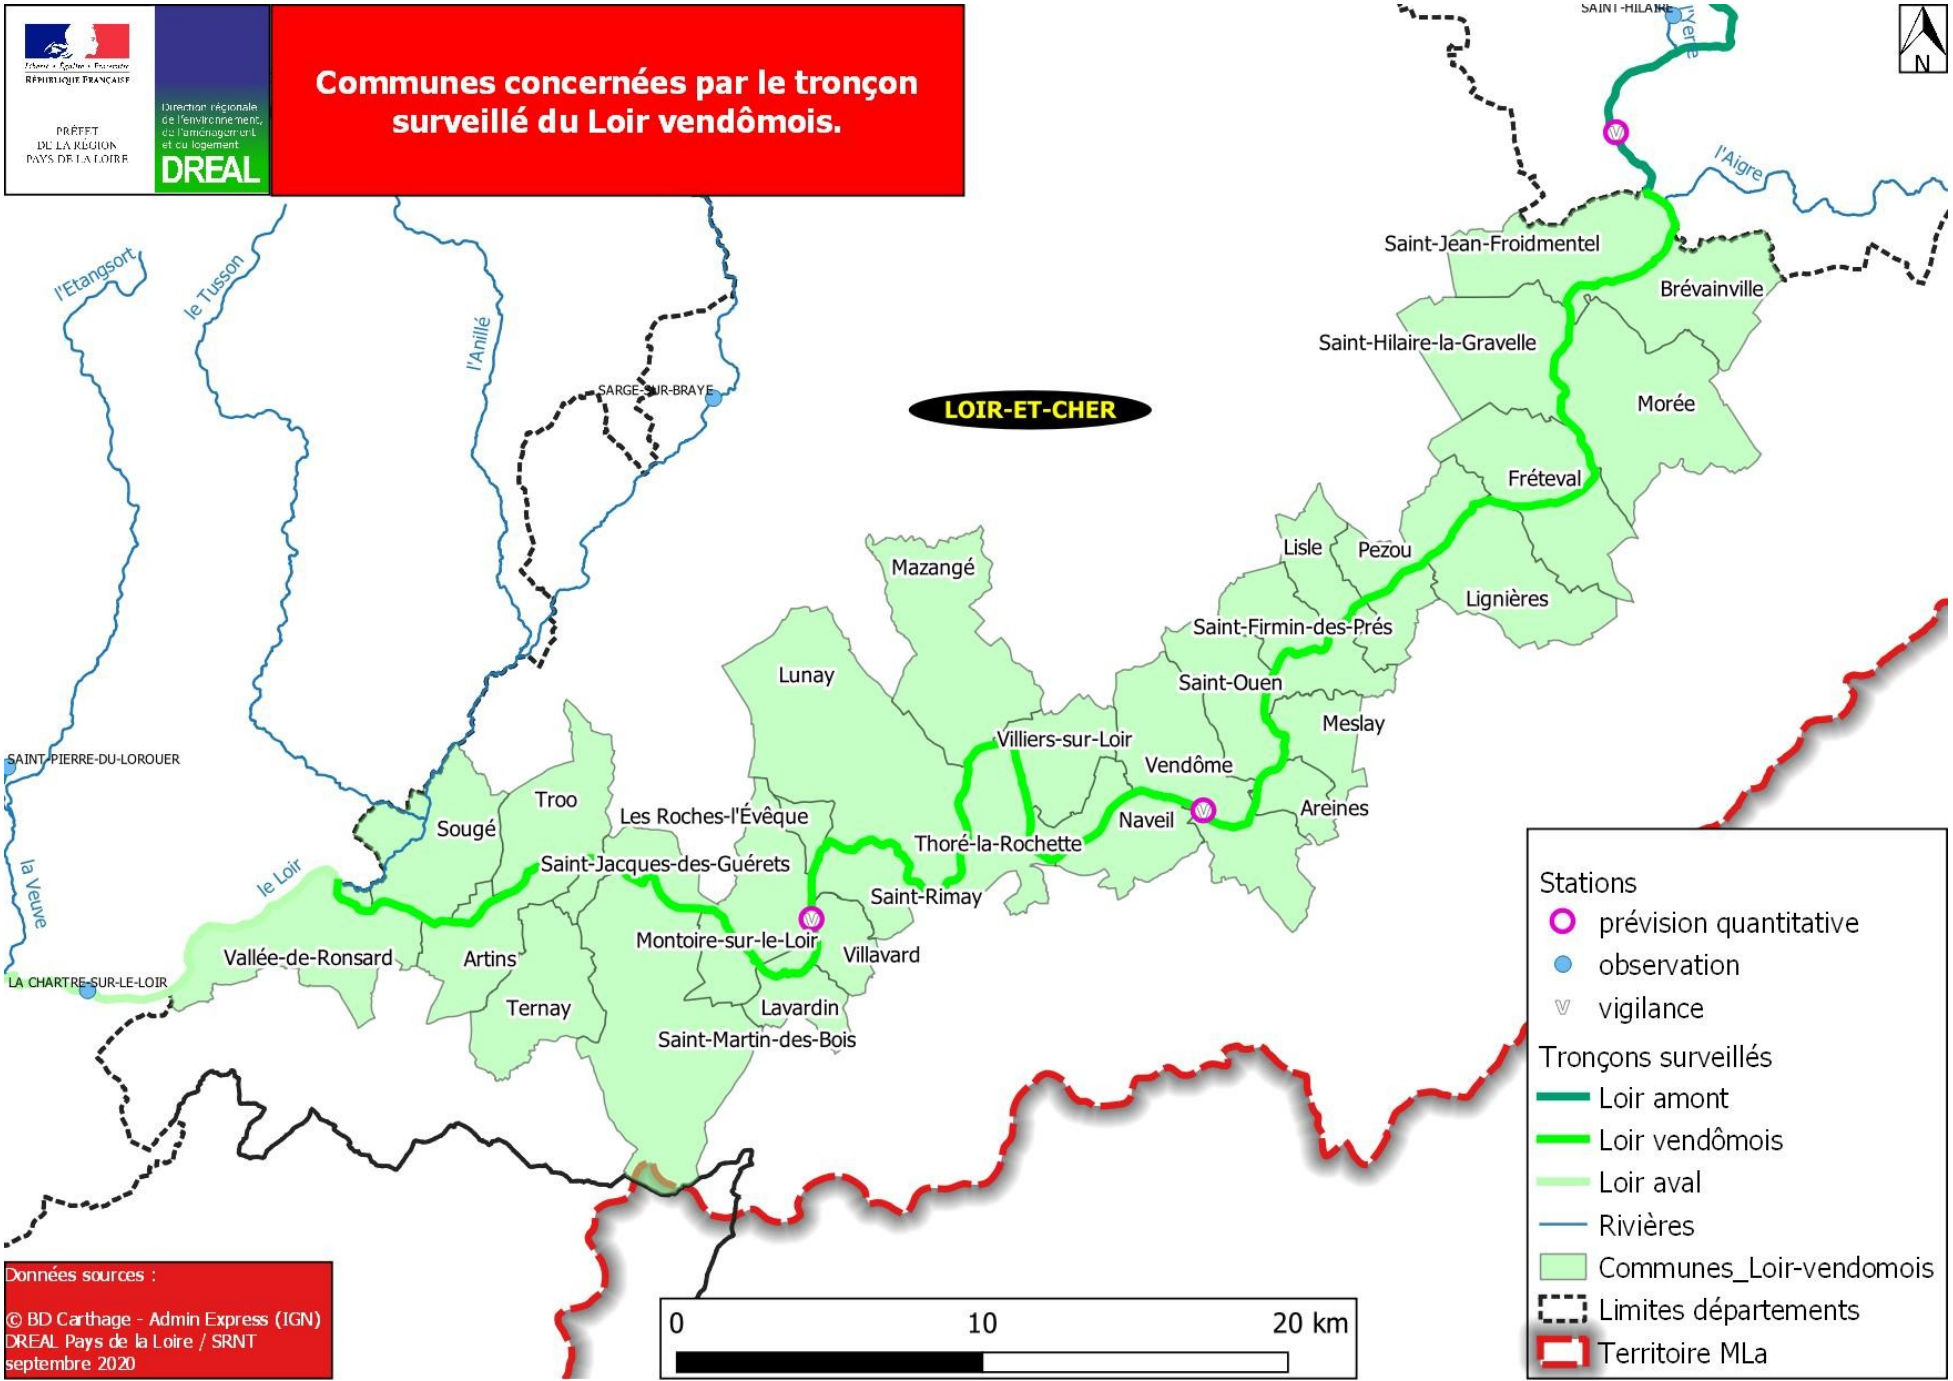 Liberté • Égalité • Fraternité
RÉPUBLIQUE FRANÇAISE
PRÉFET
DE LA RÉGION
PAYS DE LA LOIRE
Direction régionale
de l'environnement,
de l'aménagement
et du logement
DREAL
Communes concernées par le tronçon
surveillé du Loir vendômois.
SAINT-HILAIRE
l'Yerre
N
V
l'Aigre
l'Etangsort
le Tusson
l'Anillé
Saint-Jean-Froidmentel
Brévainville
Saint-Hilaire-la-Gravelle
SARGE-SUR-BRAYE
LOIR-ET-CHER
Morée
Fréteval
Mazangé
Lisle
Pezou
Lignières
Saint-Firmin-des-Prés
Lunay
Saint-Ouen
Meslay
Villiers-sur-Loir
Vendôme
SAINT-PIERRE-DU-LOROUER
Troo
Sougé
Les Roches-l'Évêque
Naveil
V
Areines
Thoré-la-Rochette
Saint-Jacques-des-Guérets
la Veuve
le Loir
Saint-Rimay
V
Montoire-sur-le-Loir
Villavard
Vallée-de-Ronsard
Artins
LA CHARTRE-SUR-LE-LOIR
Ternay
Lavardin
Saint-Martin-des-Bois
Stations
prévision quantitative
observation
V vigilance
Tronçons surveillés
Loir amont
Loir vendômois
Loir aval
Rivières
Communes_Loir-vendomois
Limites départements
Territoire MLa
Données sources :
© BD Carthage - Admin Express (IGN)
DREAL Pays de la Loire / SRNT
septembre 2020
0 10 20 km